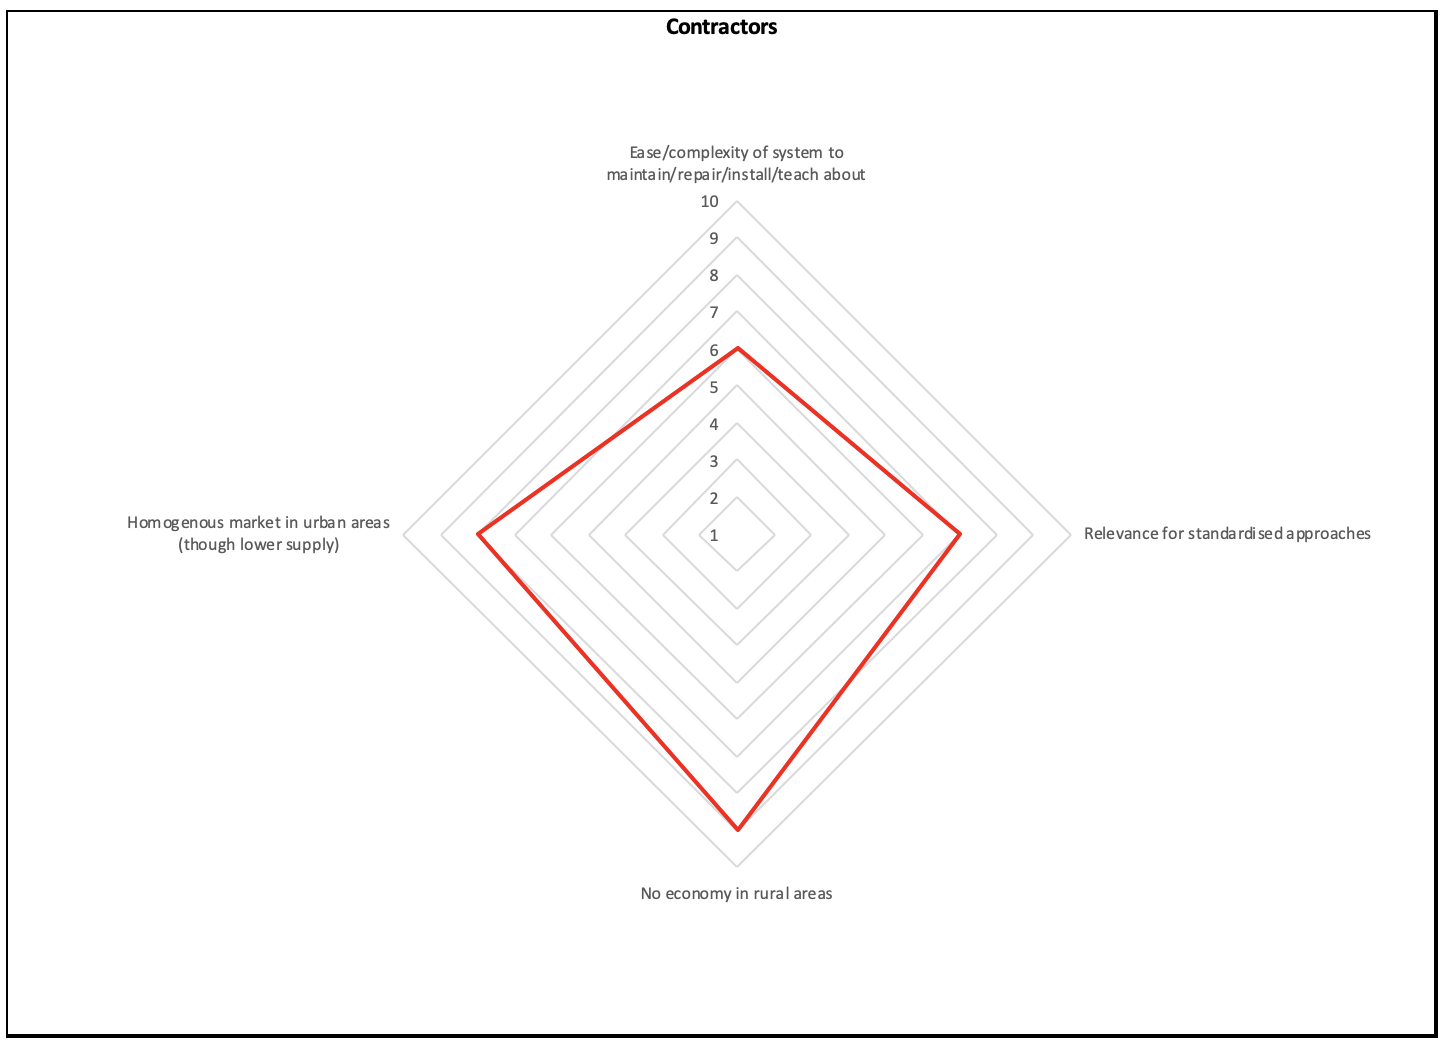 Contractors
Ease/complexity of system to
maintain/repair/install/teach about
10
9
8
7
6
5
4
3
2
1
Homogenous market in urban areas
(though lower supply)
Relevance for standardised approaches
No economy in rural areas